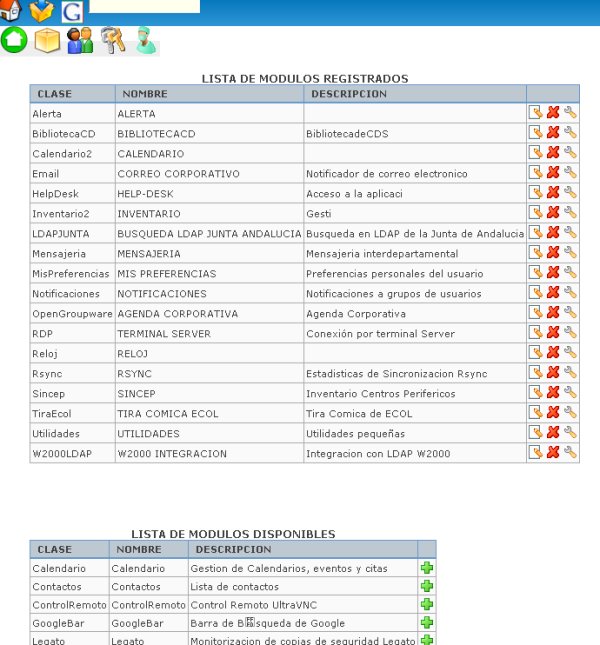 G
LISTA DE MODULOS REGISTRADOS
CLASE NOMBRE DESCRIPCION
Alerta ALERTA
BibliotecaCD BIBLIOTECACD BibliotecadeCDS
Calendario2 CALENDARIO
Email CORREO CORPORATIVO Notificador de correo electronico
HelpDesk HELP-DESK Acceso a la aplicaci
Inventario2 INVENTARIO Gesti
LDAPJUNTA BUSQUEDA LDAP JUNTA ANDALUCIA Busqueda en LDAP de la Junta de Andalucia
Mensajeria MENSAJERIA Mensajeria interdepartamental
MisPreferencias MIS PREFERENCIAS Preferencias personales del usuario
Notificaciones NOTIFICACIONES Notificaciones a grupos de usuarios
OpenGroupware AGENDA CORPORATIVA Agenda Corporativa
RDP TERMINAL SERVER Conexión por terminal Server
Reloj RELOJ
Rsync RSYNC Estadisticas de Sincronizacion Rsync
Sincep SINCEP Inventario Centros Perifericos
TiraEcol TIRA COMICA ECOL Tira Comica de ECOL
Utilidades UTILIDADES Utilidades pequeñas
W2000LDAP W2000 INTEGRACION Integracion con LDAP W2000
LISTA DE MODULOS DISPONIBLES
CLASE NOMBRE DESCRIPCION
Calendario Calendario Gestion de Calendarios, eventos y citas
Contactos Contactos Lista de contactos
ControlRemoto ControlRemoto Control Remoto UltraVNC
GoogleBar GoogleBar Barra de B squeda de Google
Legato Legato Monitorizacion de copias de seguridad Legato